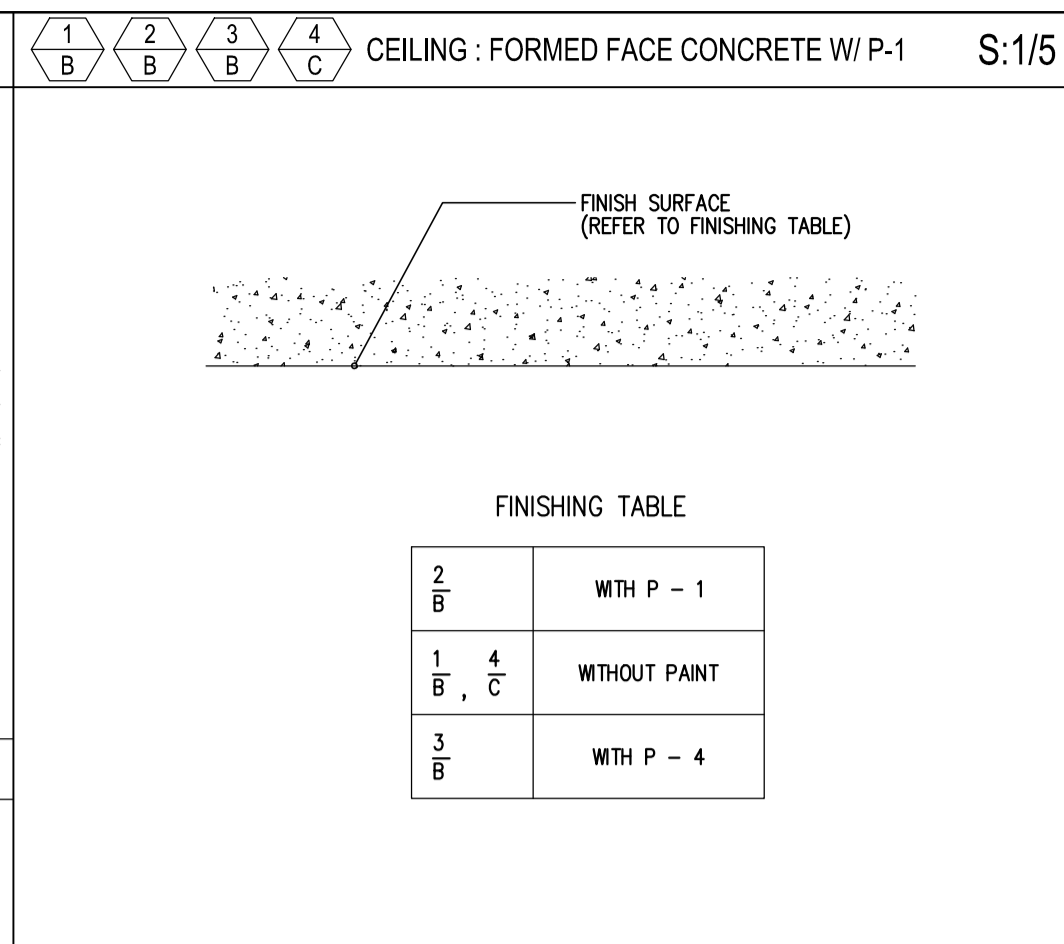 1 2 3 4 CEILING : FORMED FACE CONCRETE W/ P-1 S:1/5
B B B C
FINISH SURFACE
(REFER TO FINISHING TABLE)
FINISHING TABLE
2/B WITH P – 1
1/B , 4/C WITHOUT PAINT
3/B WITH P – 4